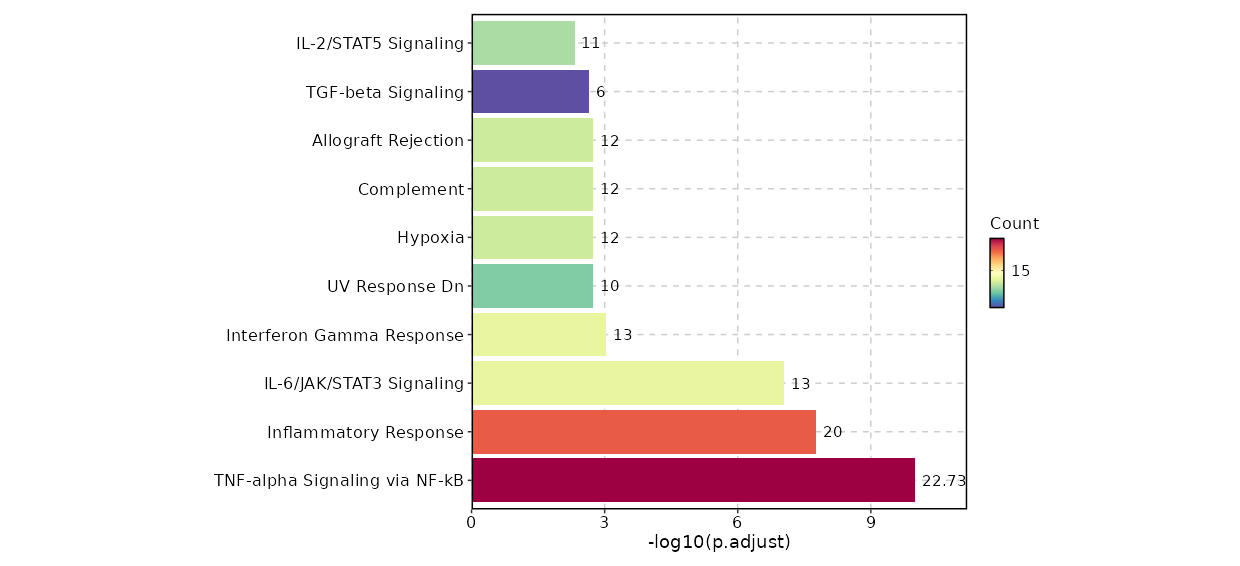 IL-2/STAT5 Signaling 11
TGF-beta Signaling 6
Allograft Rejection 12
Complement 12
Hypoxia 12
UV Response Dn 10
Interferon Gamma Response 13
IL-6/JAK/STAT3 Signaling 13
Inflammatory Response 20
TNF-alpha Signaling via NF-kB 22.73
0 3 6 9
-log10(p.adjust)
Count
15